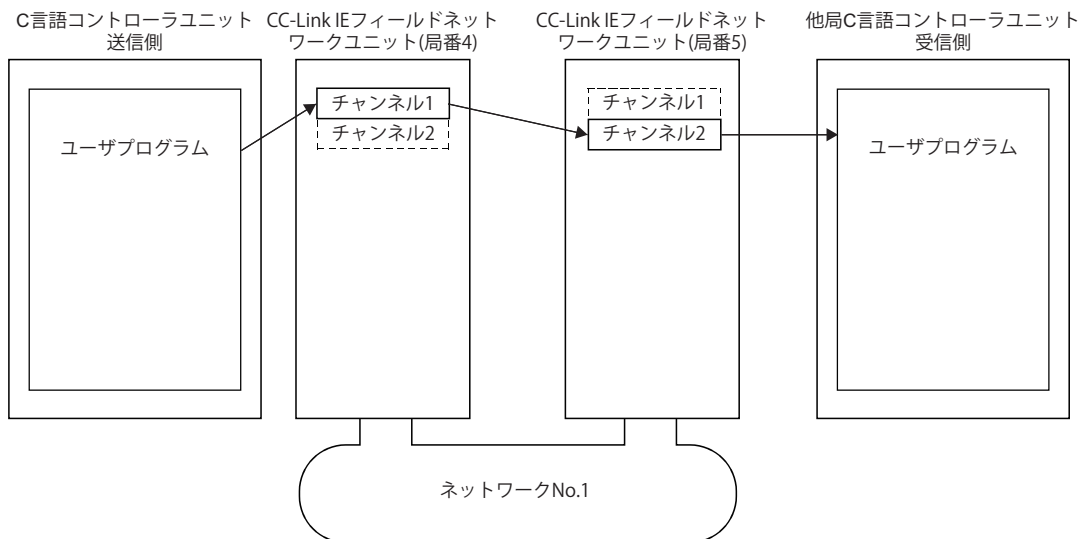 C言語コントローラユニット
送信側
CC-Link IEフィールドネット
ワークユニット(局番4)
CC-Link IEフィールドネット
ワークユニット(局番5)
他局C言語コントローラユニット
受信側
ユーザプログラム
チャンネル1
チャンネル2
チャンネル1
チャンネル2
ユーザプログラム
ネットワークNo.1